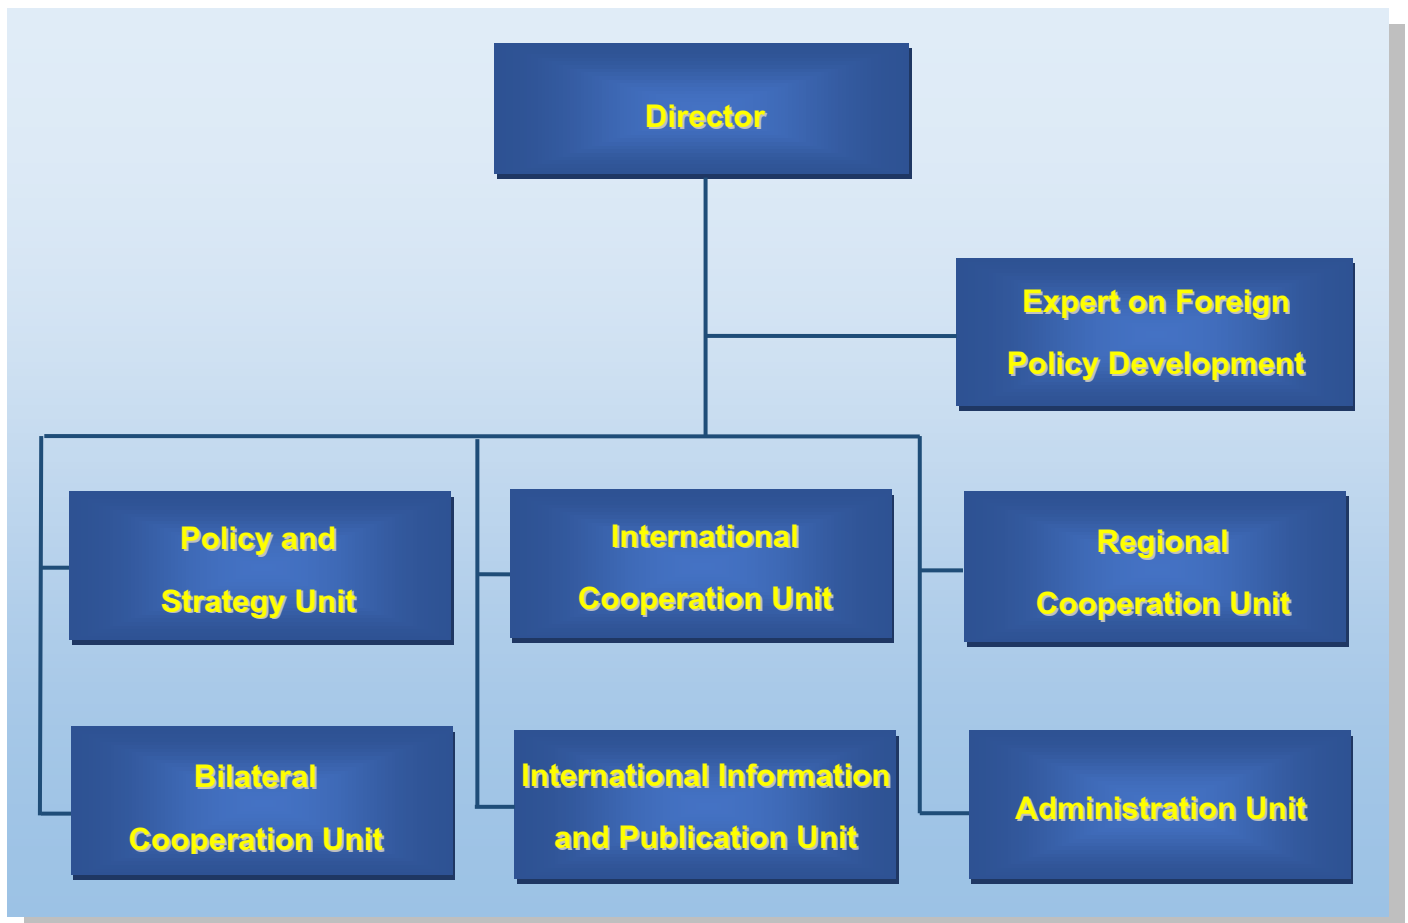 Director
Expert on Foreign
Policy Development
Policy and
Strategy Unit
International
Cooperation Unit
Regional
Cooperation Unit
Bilateral
Cooperation Unit
International Information
and Publication Unit
Administration Unit